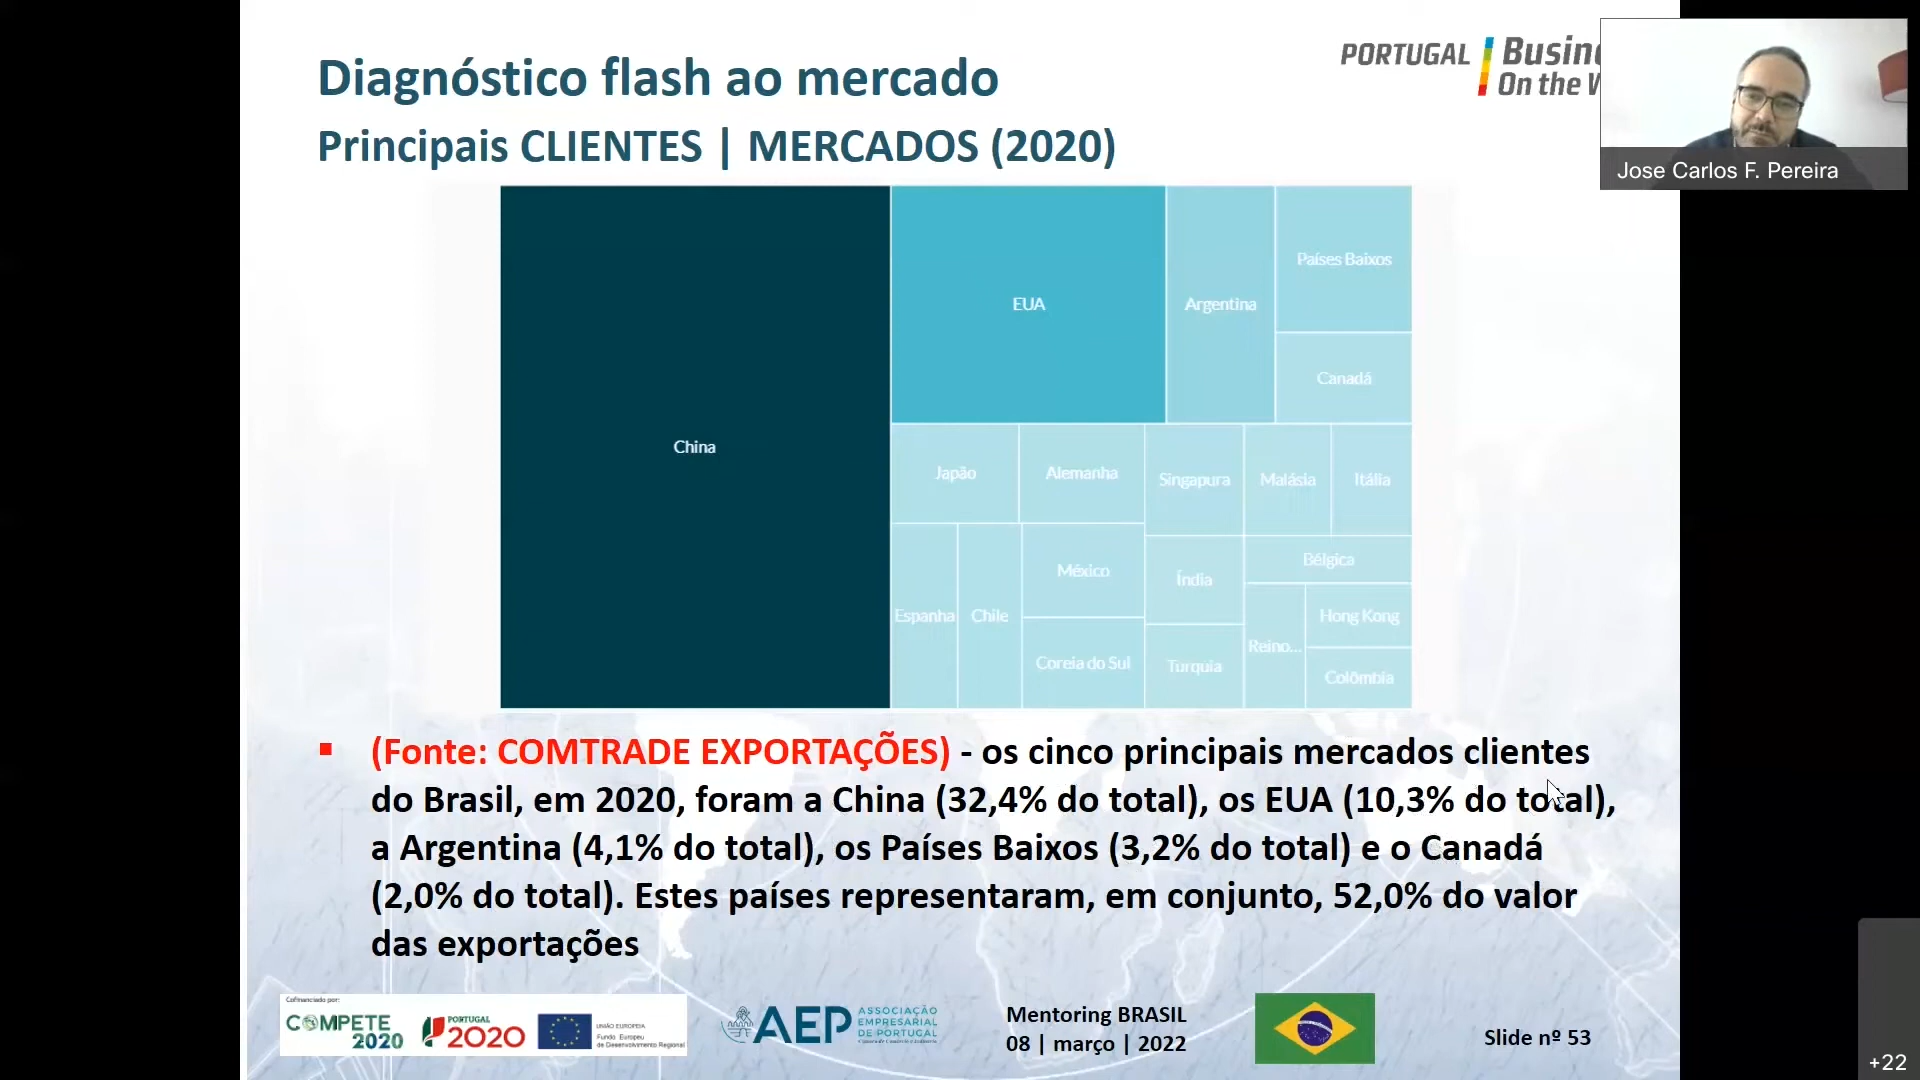 Diagnóstico flash ao mercado
Principais CLIENTES | MERCADOS (2020)
PORTUGAL
Busine
On the W
Jose Carlos F. Pereira
China
EUA
Argentina
Países Baixos
Canadá
Japão
Alemanha
Singapura
Malásia
Itália
Espanha
Chile
México
Coreia do Sul
Índia
Turquia
Bélgica
Reino...
Hong Kong
Colômbia
(Fonte: COMTRADE EXPORTAÇÕES) - os cinco principais mercados clientes
do Brasil, em 2020, foram a China (32,4% do total), os EUA (10,3% do total),
a Argentina (4,1% do total), os Países Baixos (3,2% do total) e o Canadá
(2,0% do total). Estes países representaram, em conjunto, 52,0% do valor
das exportações
Cofinanciado por:
COMPETE
2020
PORTUGAL
2020
UNIÃO EUROPEIA
Fundo Europeu
de Desenvolvimento Regional
AEP
ASSOCIAÇÃO
EMPRESARIAL
DE PORTUGAL
Mentoring BRASIL
08 | março | 2022
Slide nº 53
+22